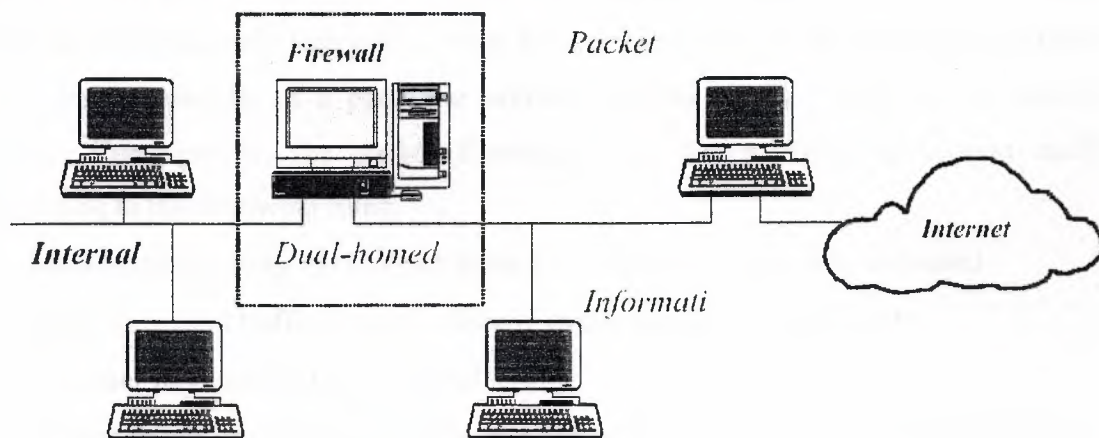 Packet
Firewall
Internet
Internal
Dual-homed
Informati